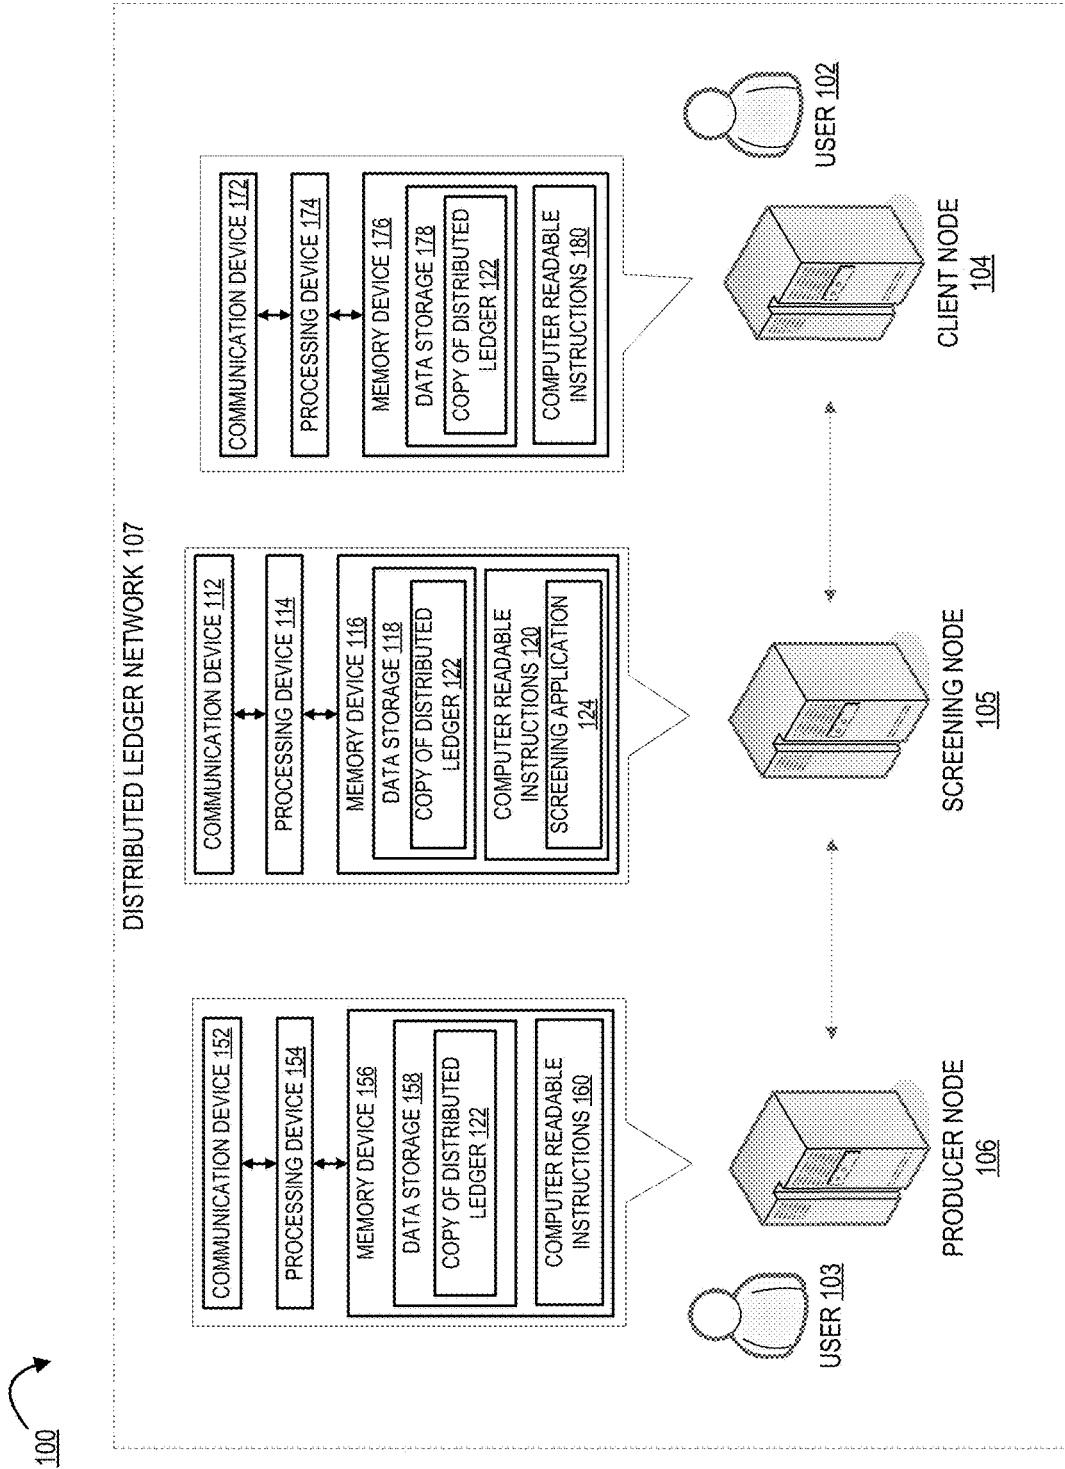 100
DISTRIBUTED LEDGER NETWORK 107
COMMUNICATION DEVICE 152
PROCESSING DEVICE 154
MEMORY DEVICE 156
DATA STORAGE 158
COPY OF DISTRIBUTED
LEDGER 122
COMPUTER READABLE
INSTRUCTIONS 160
COMMUNICATION DEVICE 112
PROCESSING DEVICE 114
MEMORY DEVICE 116
DATA STORAGE 118
COPY OF DISTRIBUTED
LEDGER 122
COMPUTER READABLE
INSTRUCTIONS 120
SCREENING APPLICATION
124
COMMUNICATION DEVICE 172
PROCESSING DEVICE 174
MEMORY DEVICE 176
DATA STORAGE 178
COPY OF DISTRIBUTED
LEDGER 122
COMPUTER READABLE
INSTRUCTIONS 180
USER 103
PRODUCER NODE
106
SCREENING NODE
105
CLIENT NODE
104
USER 102